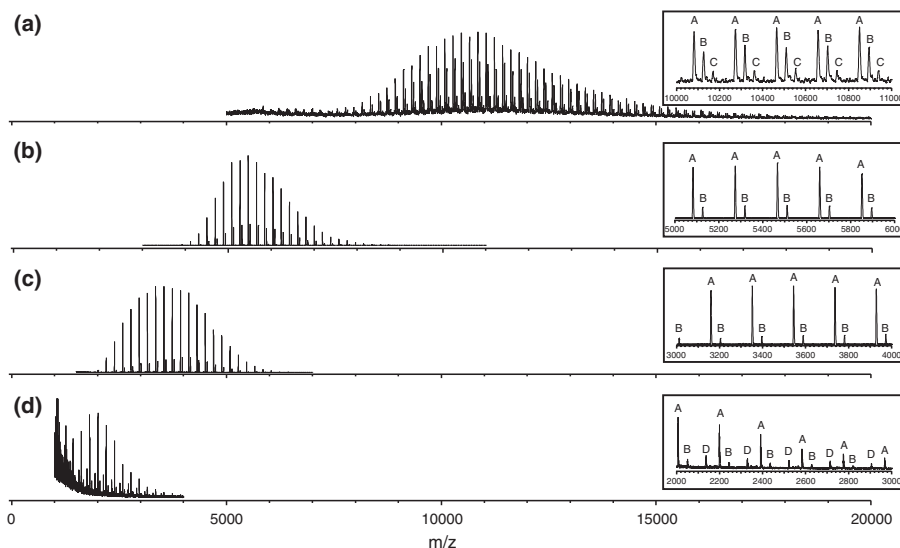 (a)
A A A A A
B B B B B
C C C C C
10000 10200 10400 10600 10800 11000
(b)
A A A A A
B B B B B
5000 5200 5400 5600 5800 6000
(c)
A A A A A
B B B B B
3000 3200 3400 3600 3800 4000
(d)
A A A A A A
B D B D B D B D B D
2000 2200 2400 2600 2800 3000
0 5000 10000 15000 20000
m/z